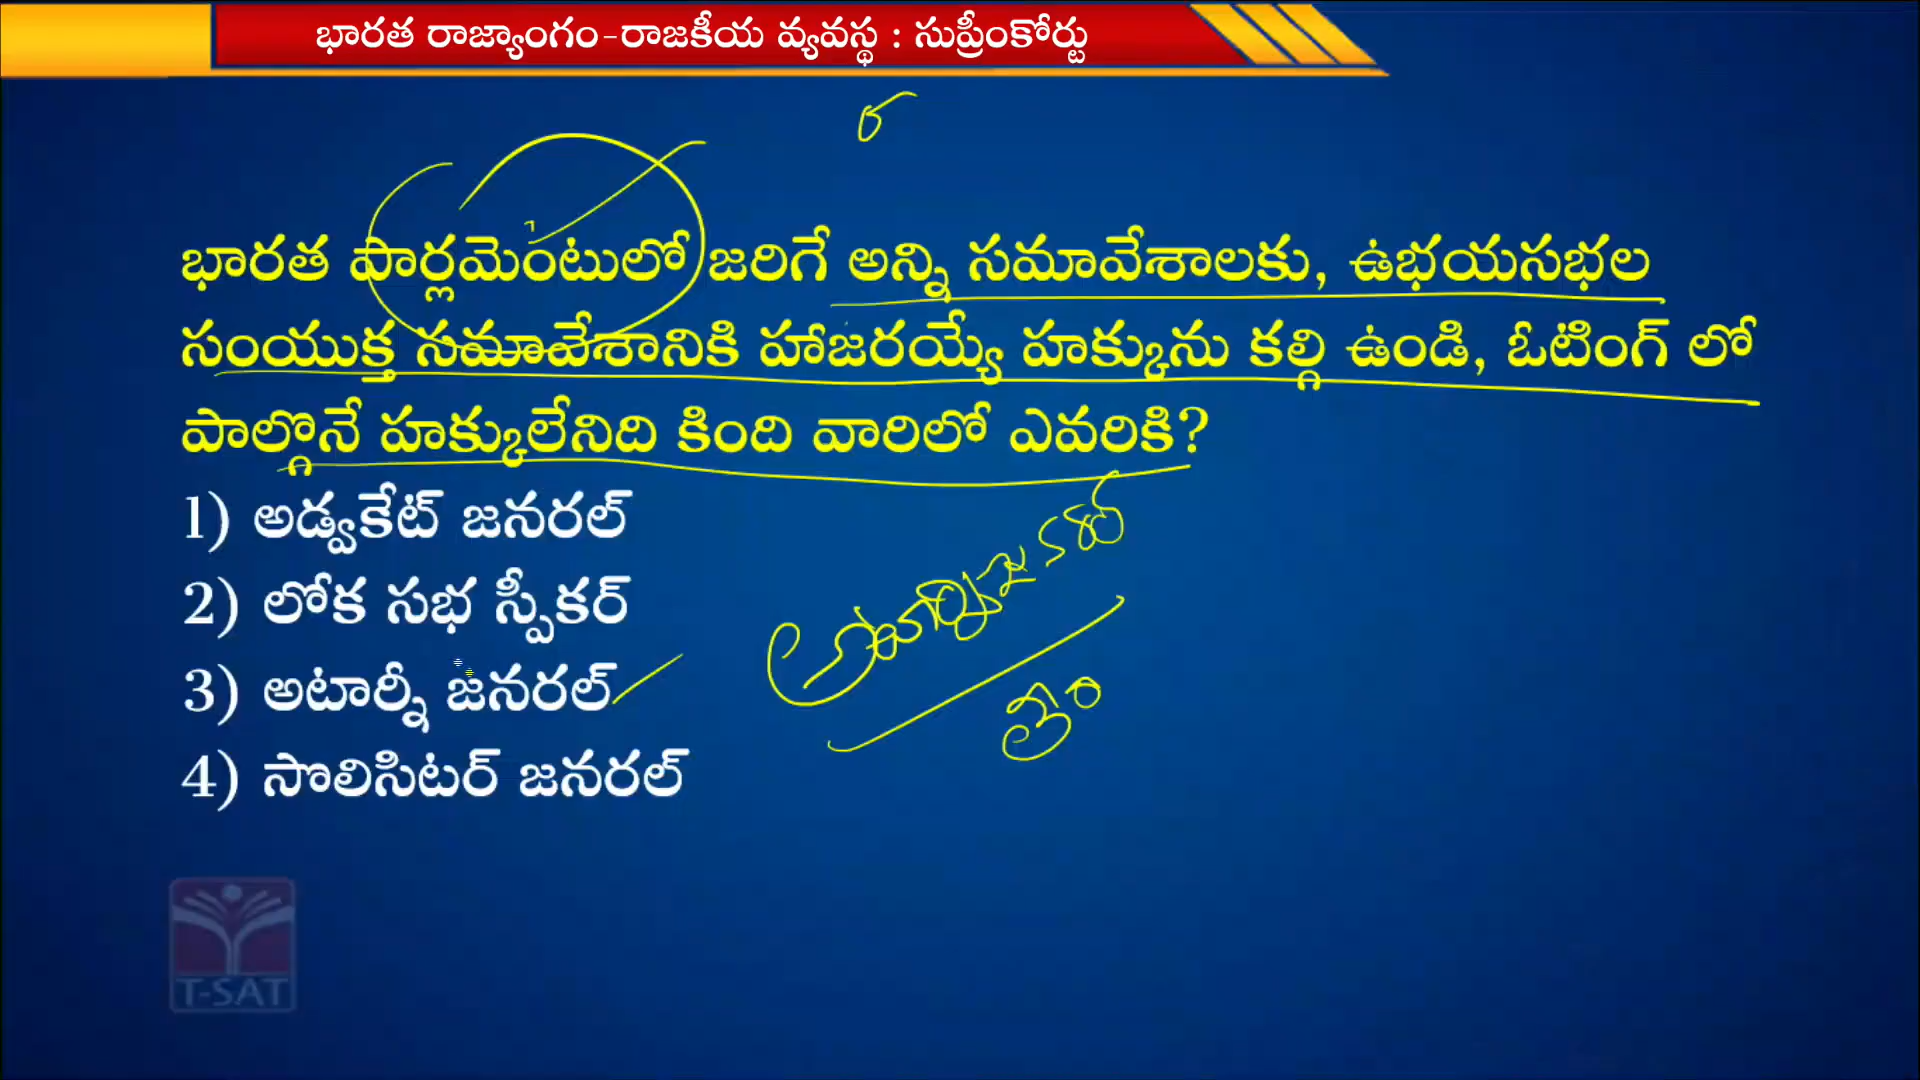 భారత రాజ్యాంగం-రాజకీయ వ్యవస్థ : సుప్రీంకోర్టు
భారత పార్లమెంటులో జరిగే అన్ని సమావేశాలకు, ఉభయసభల
సంయుక్త సమావేశానికి హాజరయ్యే హక్కును కల్గి ఉండి, ఓటింగ్ లో
పాల్గొనే హక్కులేనిది కింది వారిలో ఎవరికి?
1) అడ్వకేట్ జనరల్
2) లోక సభ స్పీకర్
3) అటార్నీ జనరల్
4) సొలిసిటర్ జనరల్
T-SAT